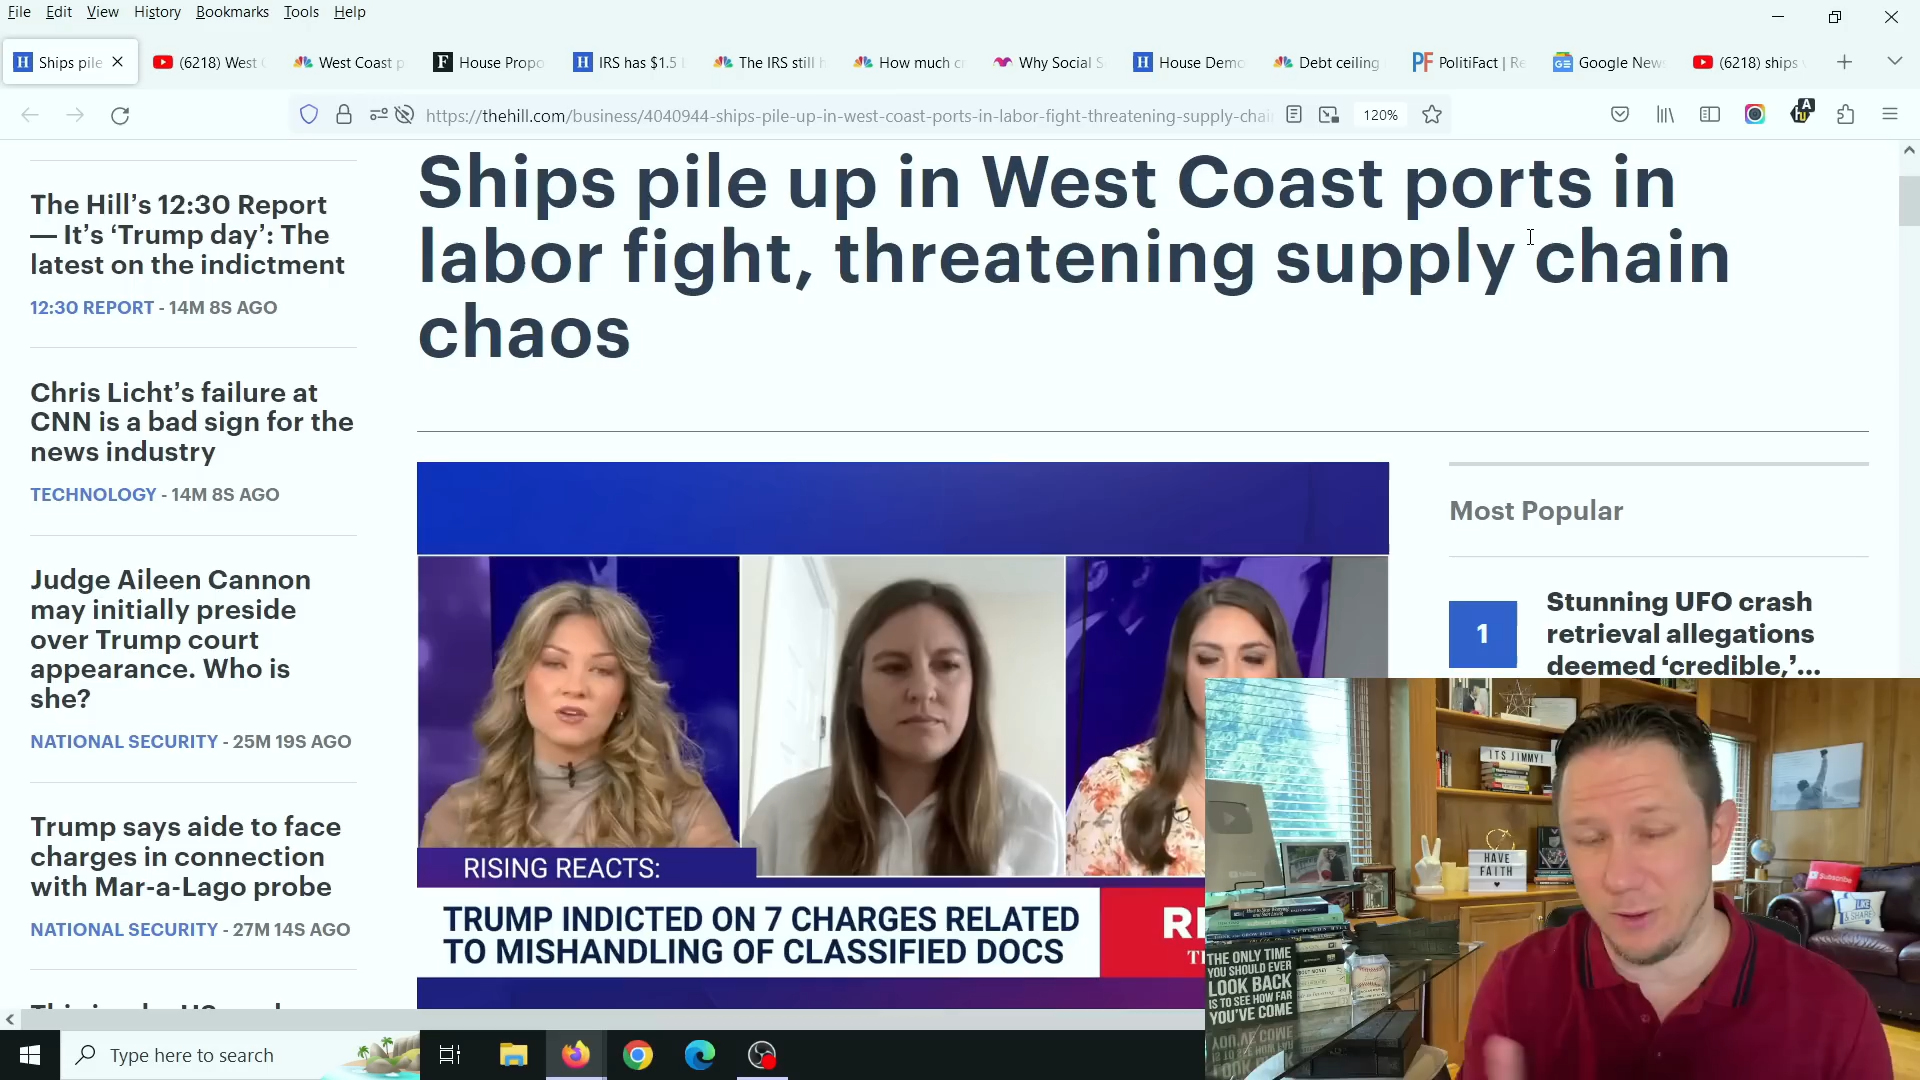 File Edit View History Bookmarks Tools Help
H Ships pile
(6218) West C
West Coast p
F House Propo
H IRS has $1.5
The IRS still h
How much c
Why Social S
H House Demo
Debt ceiling
PF PolitiFact | Re
Google New
(6218) ships
https://thehill.com/business/4040944-ships-pile-up-in-west-coast-ports-in-labor-fight-threatening-supply-chai
120%
Ships pile up in West Coast ports in
labor fight, threatening supply chain
chaos
The Hill’s 12:30 Report
— It’s ‘Trump day’: The
latest on the indictment
12:30 REPORT - 14M 8S AGO
Chris Licht’s failure at
CNN is a bad sign for the
news industry
TECHNOLOGY - 14M 8S AGO
Judge Aileen Cannon
may initially preside
over Trump court
appearance. Who is
she?
NATIONAL SECURITY - 25M 19S AGO
Trump says aide to face
charges in connection
with Mar-a-Lago probe
NATIONAL SECURITY - 27M 14S AGO
RISING REACTS:
TRUMP INDICTED ON 7 CHARGES RELATED
TO MISHANDLING OF CLASSIFIED DOCS
Most Popular
1
Stunning UFO crash
retrieval allegations
deemed ‘credible,’...
ITS JIMMY!
HAVE
FAITH
Subscribe
LIKE
& SHARE!
THE ONLY TIME
YOU SHOULD EVER
LOOK BACK
IS TO SEE HOW FAR
YOU'VE COME
Type here to search